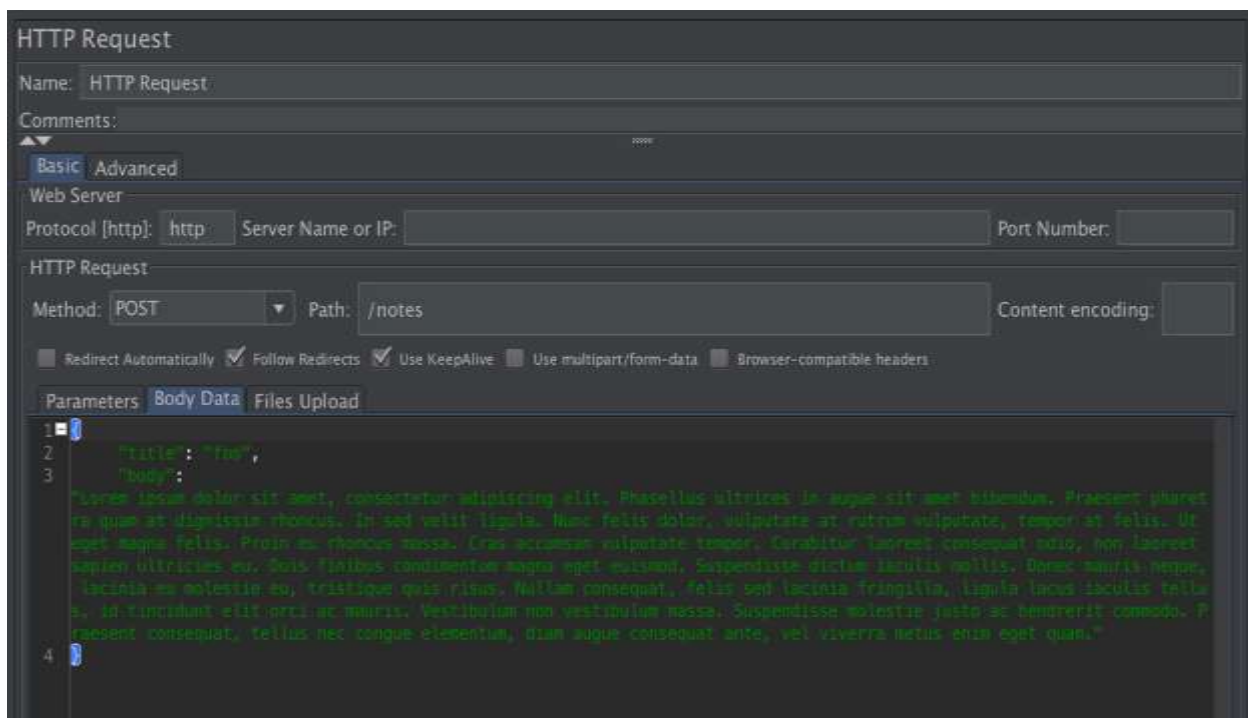 HTTP Request
Name: HTTP Request
Comments:
Basic Advanced
Web Server
Protocol [http]: http Server Name or IP: Port Number:
HTTP Request
Method: POST Path: /notes Content encoding:
Redirect Automatically Follow Redirects Use KeepAlive Use multipart/form-data Browser-compatible headers
Parameters Body Data Files Upload
1 {
2 "title": "foo",
3 "body":
"Lorem ipsum dolor sit amet, consectetur adipiscing elit. Phasellus ultrices in augue sit amet bibendum. Praesent pharet
ra quam at dignissim rhoncus. In sed velit ligula. Nunc felis dolor, vulputate at rutrum vulputate, tempor at felis. Ut
eget magna felis. Proin eu rhoncus massa. Cras accumsan vulputate tempor. Curabitur laoreet consequat odio, non laoreet
sapien ultricies eu. Duis finibus condimentum magna eget euismod. Suspendisse dictum iaculis mollis. Donec mauris neque,
lacinia eu molestie eu, tristique quis risus. Nullam consequat, felis sed lacinia fringilla, ligula lacus iaculis tellu
s, id tincidunt elit orci ac mauris. Vestibulum non vestibulum massa. Suspendisse molestie justo ac hendrerit commodo. P
raesent consequat, tellus nec congue elementum, diam augue consequat ante, vel viverra metus enim eget quam."
4 }